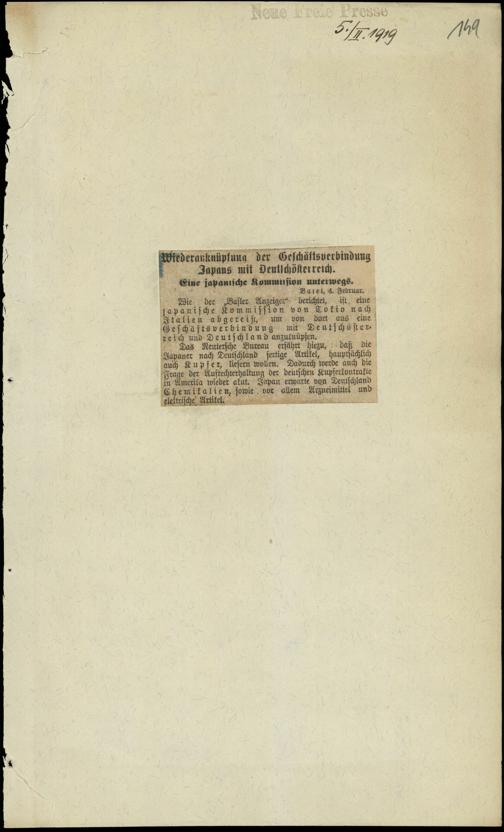 Neue Freie Presse
5./II. 1919
149
Wiederanknüpfung der Geschäftsverbindung
Japans mit Deutschösterreich.
Eine japanische Kommission unterwegs.
Basel, 4. Februar.
Wie der „Basler Anzeiger" berichtet, ist eine
japanische Kommission von Tokio nach
Italien abgereist, um von dort aus eine
Geschäftsverbindung mit Deutschöster-
reich und Deutschland anzuknüpfen.
Das Reutersche Bureau erfährt hiezu, daß die
Japaner nach Deutschland fertige Artikel, hauptsächlich
auch Kupfer, liefern wollen. Dadurch werde auch die
Frage der Aufrechterhaltung der deutschen Kupferkontrakte
in Amerika wieder akut. Japan erwarte von Deutschland
Chemikalien, sowie vor allem Arzneimittel und
elektrische Artikel.